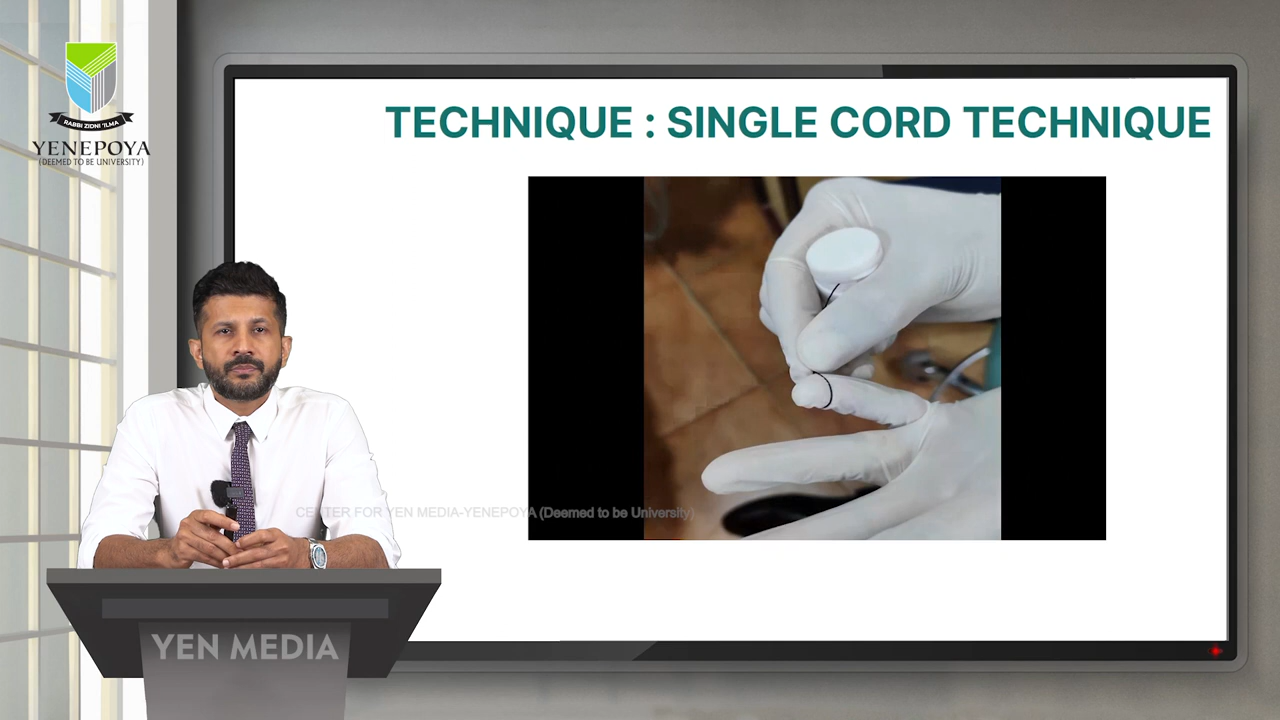 RABBI ZIDNI 'ILMA
YENEPOYA
(DEEMED TO BE UNIVERSITY)
TECHNIQUE : SINGLE CORD TECHNIQUE
CENTER FOR YEN MEDIA-YENEPOYA (Deemed to be University)
YEN MEDIA